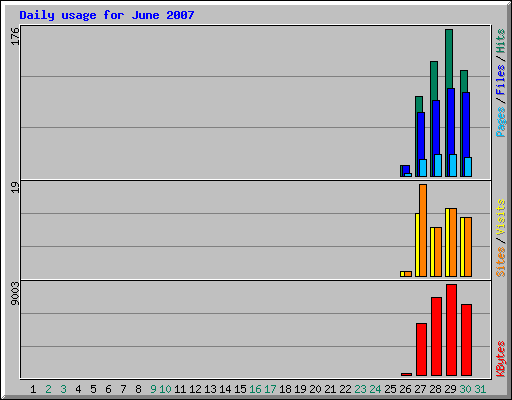 Daily usage for June 2007
176
19
9003
Pages/Files/Hits
Sites/Visits
KBytes
1 2 3 4 5 6 7 8 9 10 11 12 13 14 15 16 17 18 19 20 21 22 23 24 25 26 27 28 29 30 31